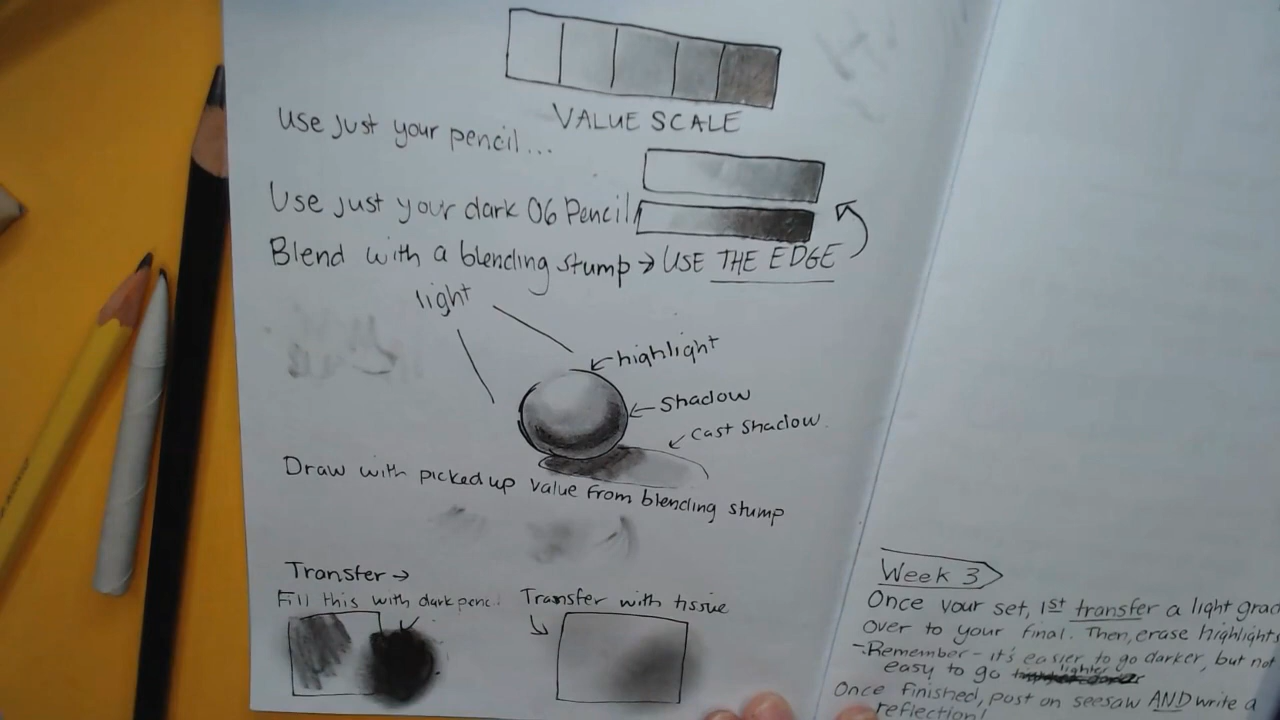 VALUE SCALE
Use just your pencil...
Use just your dark 06 Pencil
Blend with a blending stump → USE THE EDGE
light
highlight
Shadow
Cast Shadow
Draw with picked up value from blending stump
Transfer →
Fill this with dark pencil
Transfer with tissue
Week 3
Once your set, 1st transfer a light grad
over to your final. Then, erase highlights
- Remember - it's easier to go darker, but not
easy to go lighter
Once finished, post on seesaw AND write a
reflection!